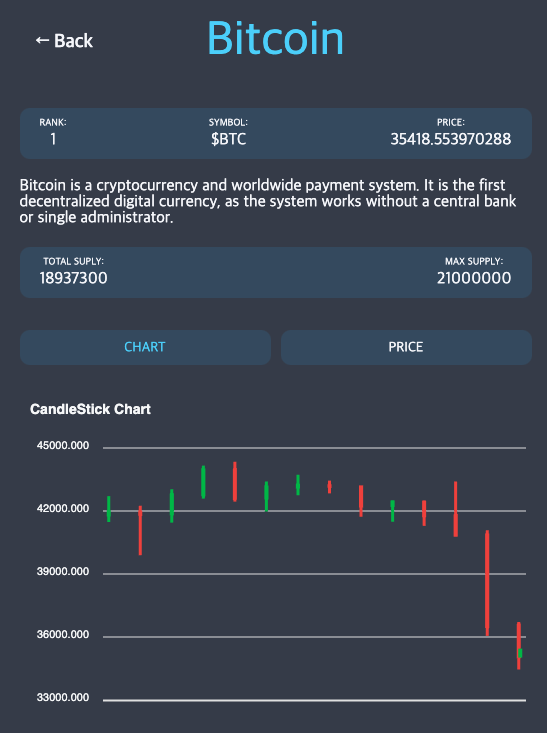 ← Back
Bitcoin
RANK: SYMBOL: PRICE:
1 $BTC 35418.553970288
Bitcoin is a cryptocurrency and worldwide payment system. It is the first
decentralized digital currency, as the system works without a central bank
or single administrator.
TOTAL SUPLY: MAX SUPPLY:
18937300 21000000
CHART PRICE
CandleStick Chart
45000.000
42000.000
39000.000
36000.000
33000.000